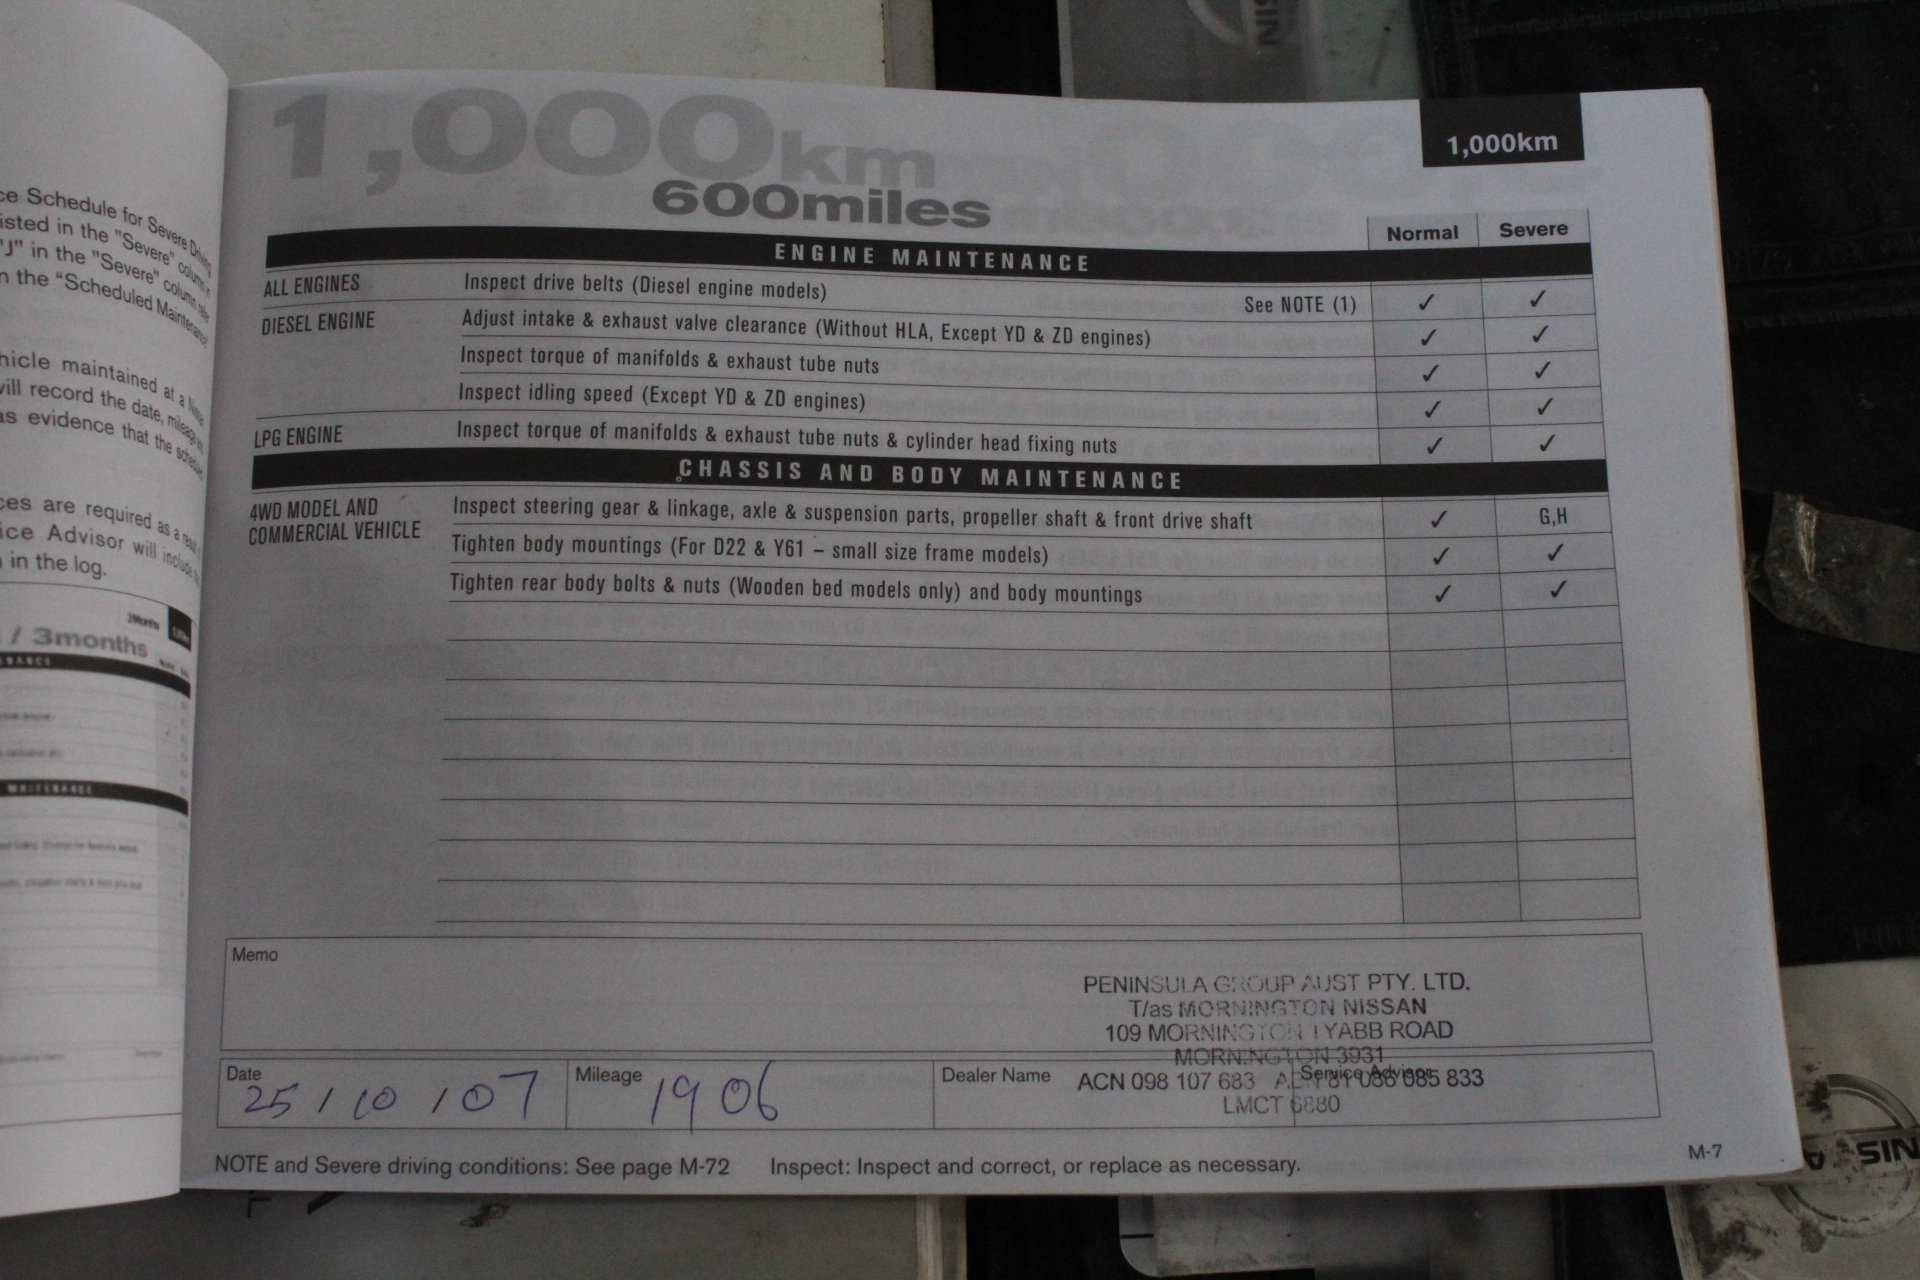 ce Schedule for Severe Driving
isted in the "Severe" column in
"J" in the "Severe" column refer
n the "Scheduled Maintenance"
hicle maintained at a
will record the date, mileage
as evidence that the
ces are required as a
ice Advisor will include
in the log.
/ 3months
1,000km
600miles
1,000km
Normal Severe
ENGINE MAINTENANCE
ALL ENGINES Inspect drive belts (Diesel engine models) See NOTE (1) ✓ ✓
DIESEL ENGINE Adjust intake & exhaust valve clearance (Without HLA, Except YD & ZD engines) ✓ ✓
Inspect torque of manifolds & exhaust tube nuts ✓ ✓
Inspect idling speed (Except YD & ZD engines) ✓ ✓
LPG ENGINE Inspect torque of manifolds & exhaust tube nuts & cylinder head fixing nuts ✓ ✓
CHASSIS AND BODY MAINTENANCE
4WD MODEL AND
COMMERCIAL VEHICLE
Inspect steering gear & linkage, axle & suspension parts, propeller shaft & front drive shaft ✓ G,H
Tighten body mountings (For D22 & Y61 – small size frame models) ✓ ✓
Tighten rear body bolts & nuts (Wooden bed models only) and body mountings ✓ ✓
Memo
PENINSULA GROUP AUST PTY. LTD.
T/as MORNINGTON NISSAN
109 MORNINGTON TYABB ROAD
MORNINGTON 3931
ACN 098 107 683 ABN 81 086 085 833
LMCT 6880
Date 25 / 10 / 07
Mileage 1906
Dealer Name
Service Advisor
NOTE and Severe driving conditions: See page M-72 Inspect: Inspect and correct, or replace as necessary.
M-7